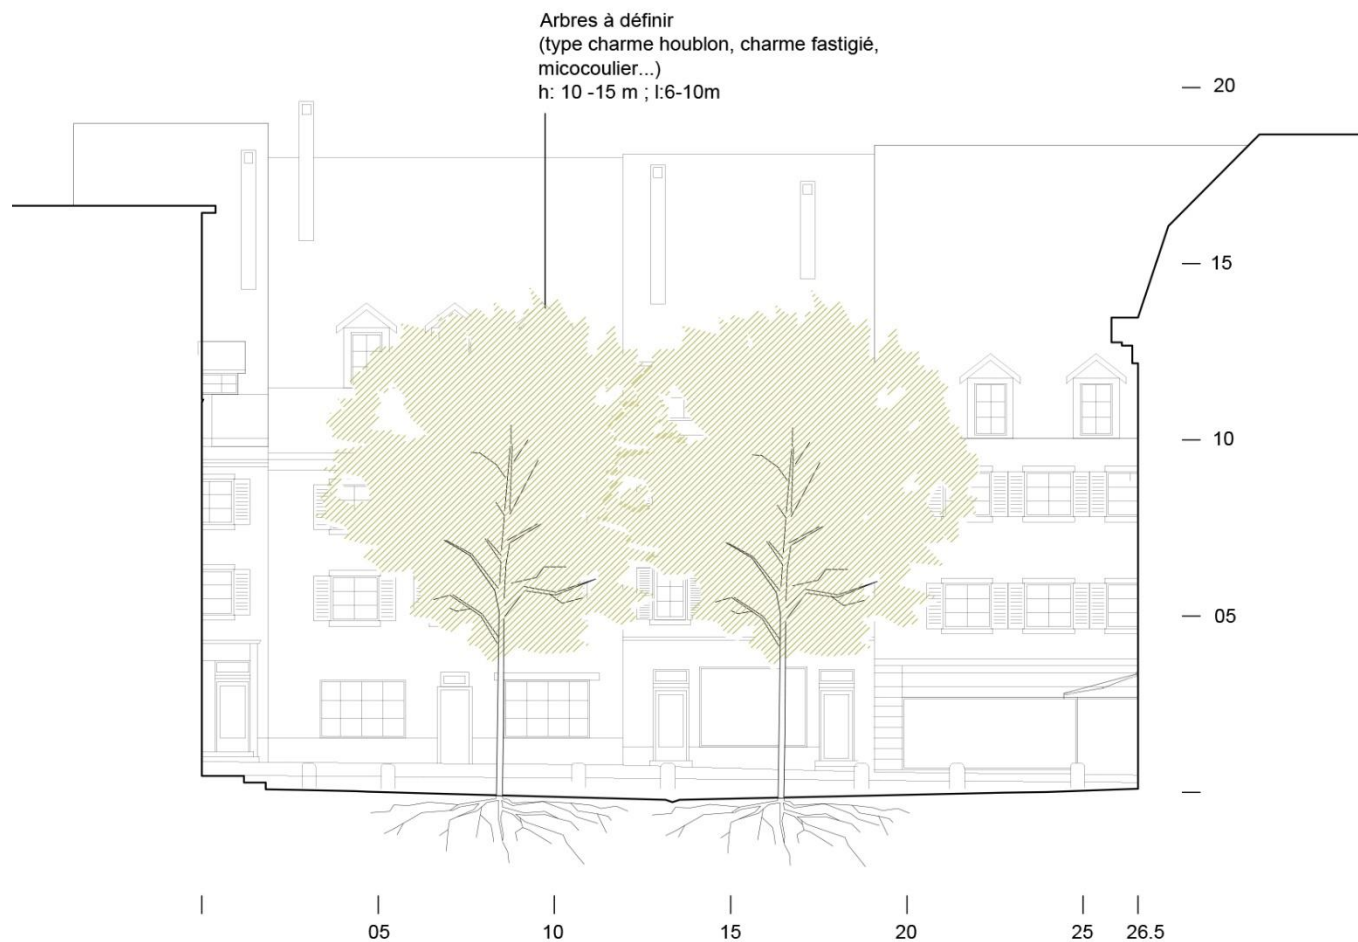 Arbres à définir
(type charme houblon, charme fastigié,
micocoulier...)
h: 10 -15 m ; l:6-10m
20
15
10
05
05
10
15
20
25
26.5